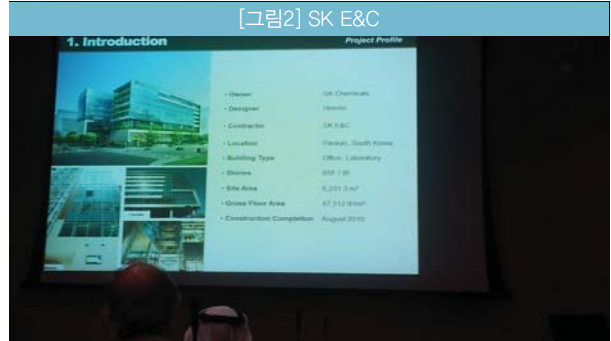 [그림2] SK E&C
1. Introduction Project Profile
- Owner SK Chemicals
- Designer
- Contractor SK E&C
- Location Pankyo, South Korea
- Building Type Office, Laboratory
- Stories
- Site Area
- Gross Floor Area
- Construction Completion August 2010